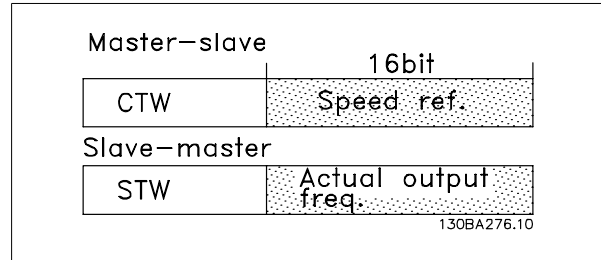 Master-slave
16bit
CTW
Speed ref.
Slave-master
STW
Actual output
freq.
130BA276.10